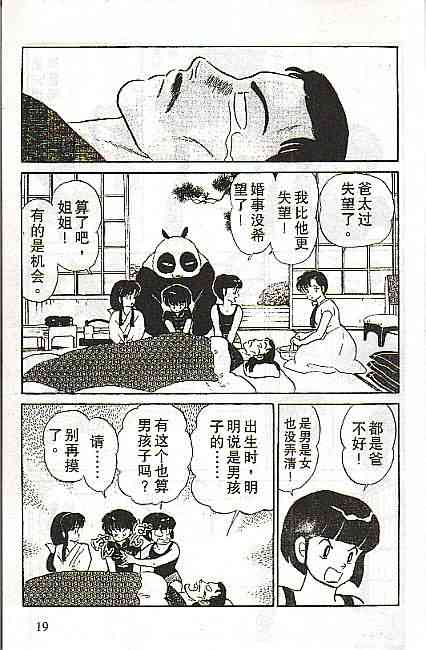 爸太过
失望了。
我比他更
失望！
婚事没希
望了！
算了吧，
姐姐！
有的是机会。
都是爸
不好！
是男是女
也没弄清！
出生时，明
明说是男孩
子的……
有这个也算
男孩子吗？
请……
别再摸
了。
19